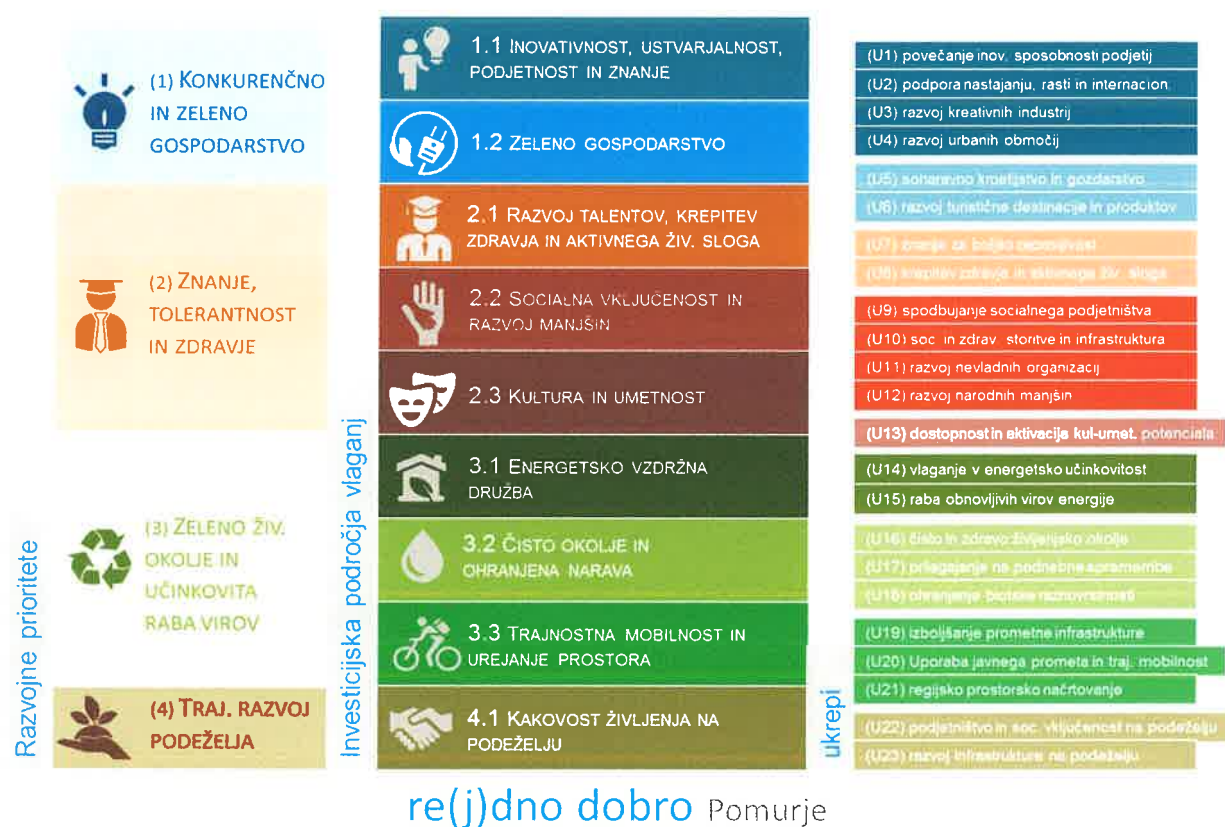 (1) KONKURENČNO
IN ZELENO
GOSPODARSTVO
(2) ZNANJE,
TOLERANTNOST
IN ZDRAVJE
(3) ZELENO ŽIV.
OKOLJE IN
UČINKOVITA
RABA VIROV
(4) TRAJ. RAZVOJ
PODEŽELJA
Razvojne prioritete
1.1 INOVATIVNOST, USTVARJALNOST,
PODJETNOST IN ZNANJE
1.2 ZELENO GOSPODARSTVO
2.1 RAZVOJ TALENTOV, KREPITEV
ZDRAVJA IN AKTIVNEGA ŽIV. SLOGA
2.2 SOCIALNA VKLJUČENOST IN
RAZVOJ MANJŠIN
2.3 KULTURA IN UMETNOST
3.1 ENERGETSKO VZDRŽNA
DRUŽBA
3.2 ČISTO OKOLJE IN
OHRANJENA NARAVA
3.3 TRAJNOSTNA MOBILNOST IN
UREJANJE PROSTORA
4.1 KAKOVOST ŽIVLJENJA NA
PODEŽELJU
Investicijska področja vlaganj
(U1) povečanje inov. sposobnosti podjetij
(U2) podpora nastajanju, rasti in internacion.
(U3) razvoj kreativnih industrij
(U4) razvoj urbanih območij
(U5) sonaravno kmetijstvo in gozdarstvo
(U6) razvoj turistične destinacije in produktov
(U7) znanje za boljšo zaposljivost
(U8) krepitev zdravja in aktivnega živ. sloga
(U9) spodbujanje socialnega podjetništva
(U10) soc. in zdrav. storitve in infrastruktura
(U11) razvoj nevladnih organizacij
(U12) razvoj narodnih manjšin
(U13) dostopnost in aktivacija kul-umet. potenciala
(U14) vlaganje v energetsko učinkovitost
(U15) raba obnovljivih virov energije
(U16) čisto in zdravo življenjsko okolje
(U17) prilagajanje na podnebne spremembe
(U18) ohranjanje biotske raznovrstnosti
(U19) izboljšanje prometne infrastrukture
(U20) Uporaba javnega prometa in traj. mobilnost
(U21) regijsko prostorsko načrtovanje
(U22) podjetništvo in soc. vključenost na podeželju
(U23) razvoj infrastrukture na podeželju
ukrepi
re(j)dno dobro Pomurje